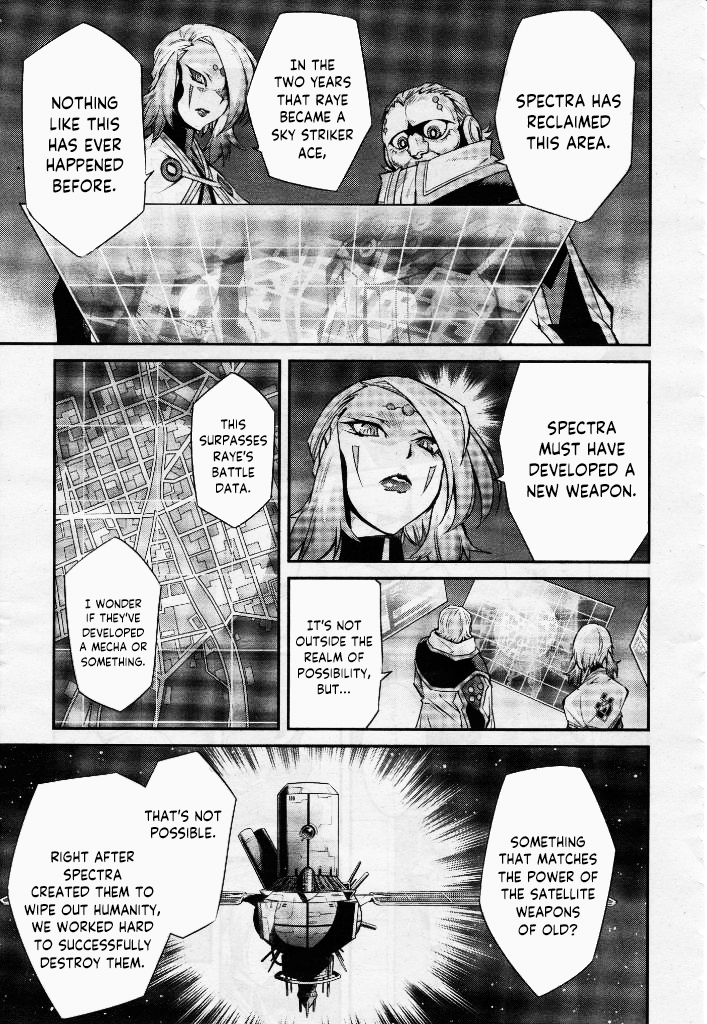 SPECTRA HAS
RECLAIMED
THIS AREA.
IN THE
TWO YEARS
THAT RAYE
BECAME A
SKY STRIKER
ACE,
NOTHING
LIKE THIS
HAS EVER
HAPPENED
BEFORE.
SPECTRA
MUST HAVE
DEVELOPED A
NEW WEAPON.
THIS
SURPASSES
RAYE'S
BATTLE
DATA.
I WONDER
IF THEY'VE
DEVELOPED
A MECHA OR
SOMETHING.
IT'S NOT
OUTSIDE THE
REALM OF
POSSIBILITY,
BUT...
SOMETHING
THAT MATCHES
THE POWER OF
THE SATELLITE
WEAPONS
OF OLD?
THAT'S NOT
POSSIBLE.
RIGHT AFTER
SPECTRA
CREATED THEM TO
WIPE OUT HUMANITY,
WE WORKED HARD
TO SUCCESSFULLY
DESTROY THEM.